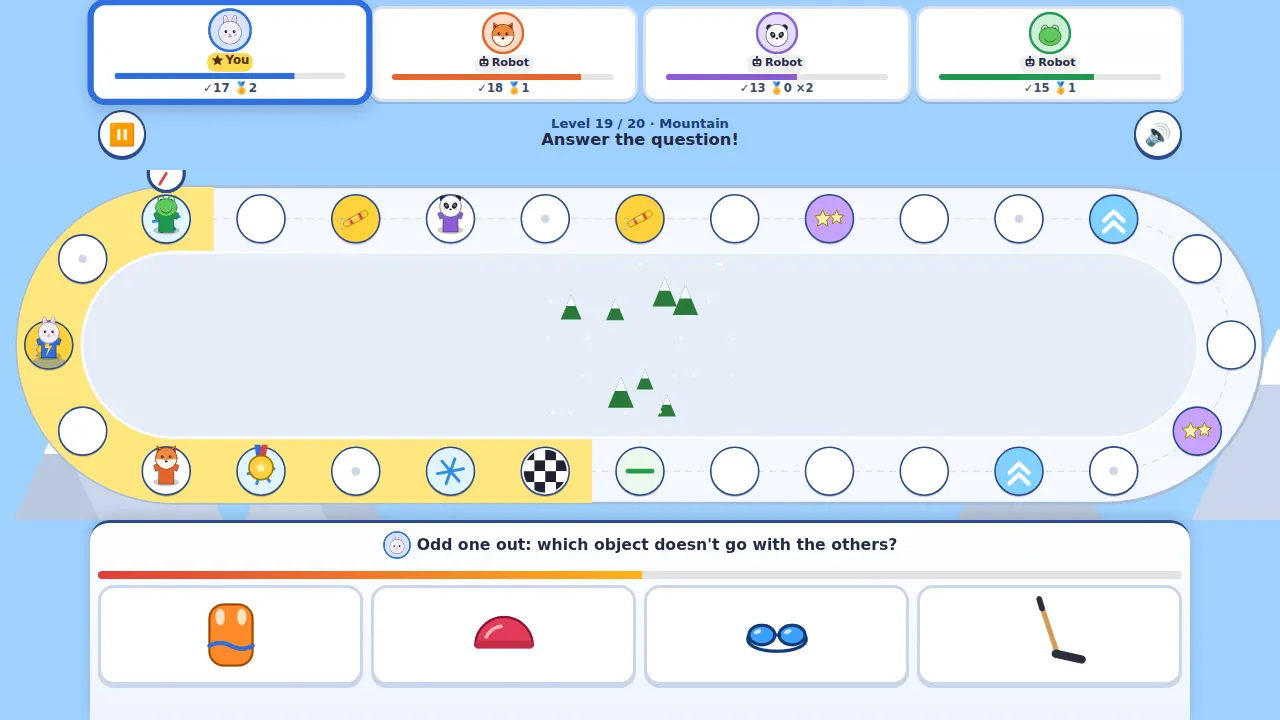 You
✓17 🏅2
Robot
✓18 🏅1
Robot
✓13 🏅0 ×2
Robot
✓15 🏅1
Level 19 / 20 · Mountain
Answer the question!
Odd one out: which object doesn't go with the others?